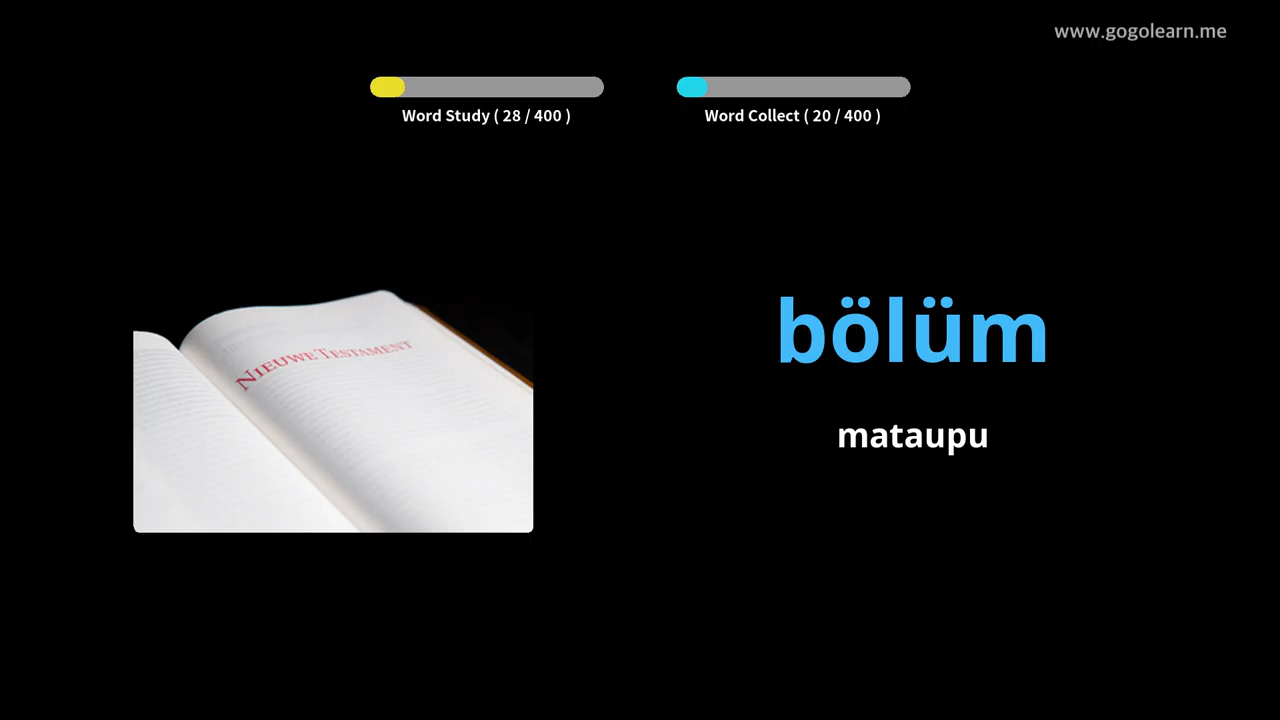 www.gogolearn.me
Word Study ( 28 / 400 )
Word Collect ( 20 / 400 )
NIEUWE TESTAMENT
bölüm
mataupu